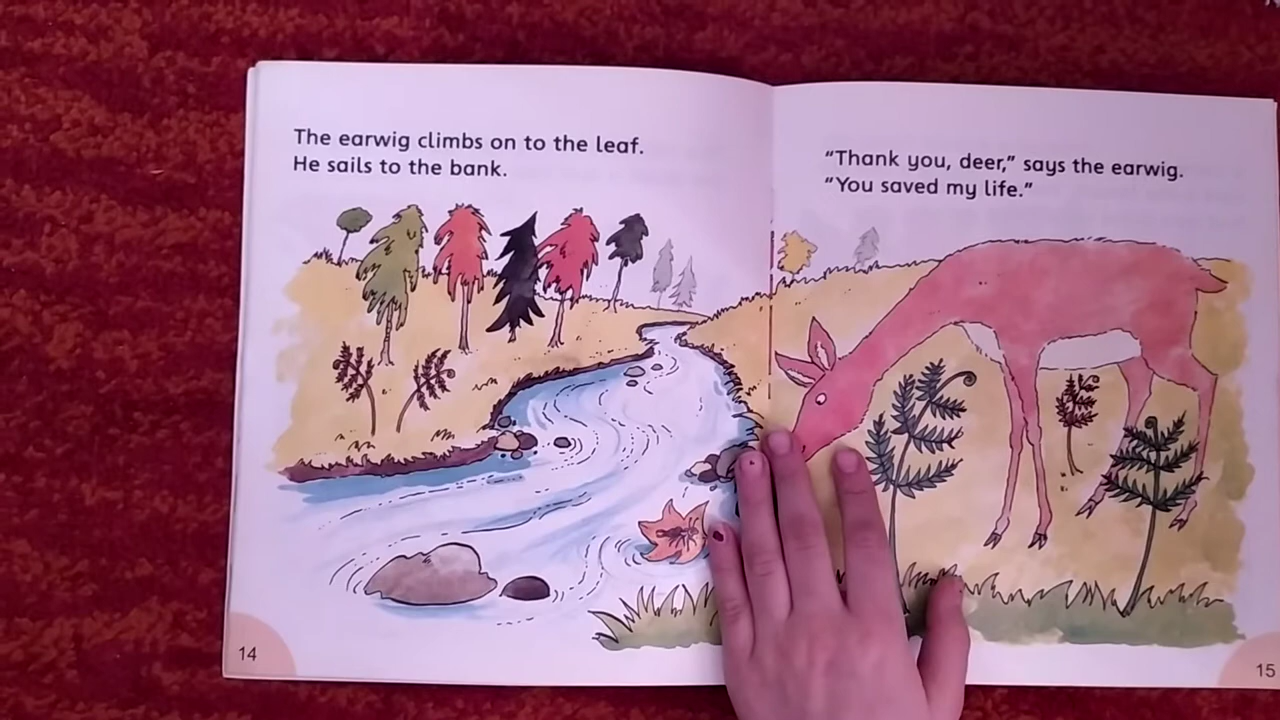 The earwig climbs on to the leaf.
He sails to the bank.
14
“Thank you, deer,” says the earwig.
“You saved my life.”
15